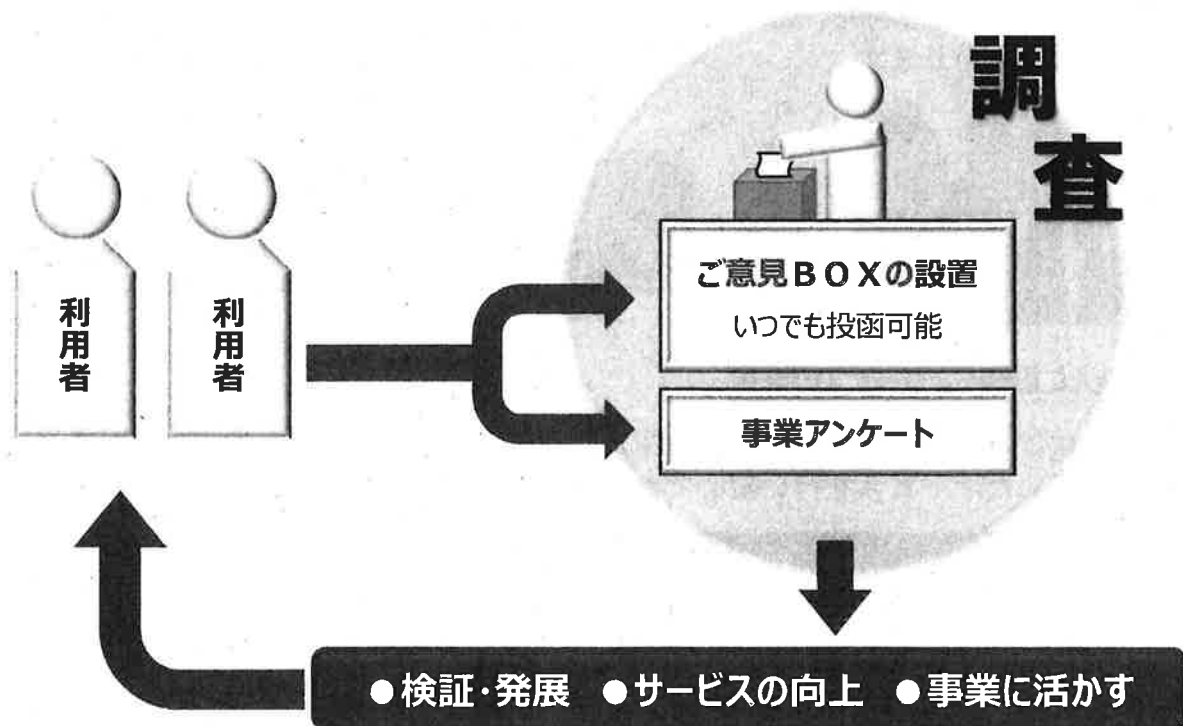 調査
利用者
利用者
ご意見BOXの設置
いつでも投函可能
事業アンケート
●検証・発展 ●サービスの向上 ●事業に活かす